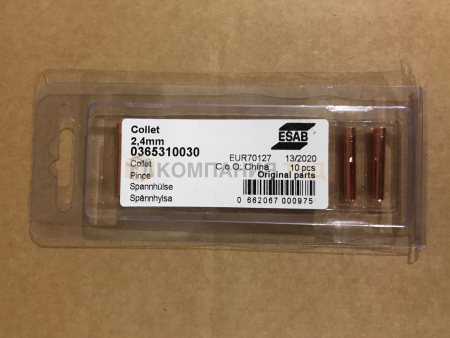 Collet
2,4mm
0365310030
ESAB
EUR70127 13/2020
Collet C.o O: China 10 pcs
Pince Original parts
Spannhülse
Spännhylsa
0 662067 000975
КОМПАНИЯ